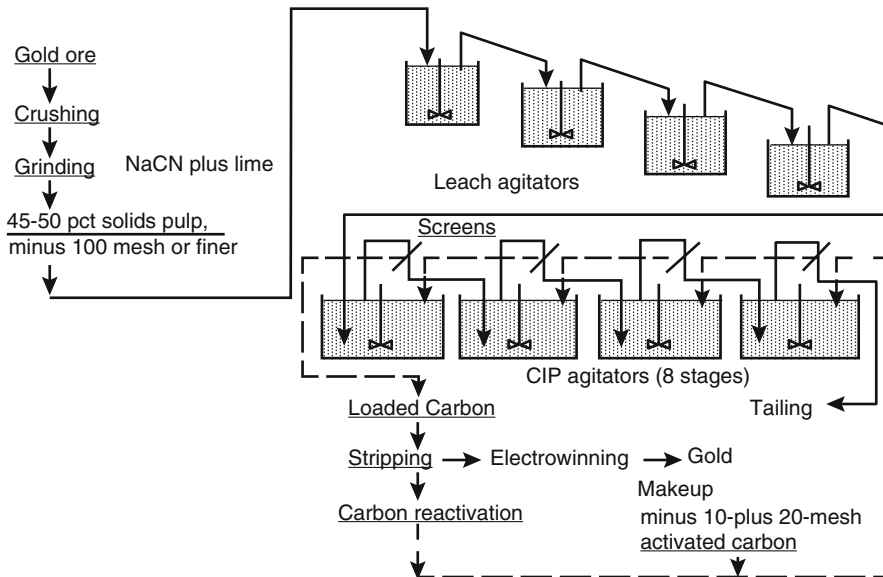 Gold ore
Crushing
Grinding
NaCN plus lime
45-50 pct solids pulp,
minus 100 mesh or finer
Leach agitators
Screens
CIP agitators (8 stages)
Tailing
Loaded Carbon
Stripping
Electrowinning
Gold
Carbon reactivation
Makeup
minus 10-plus 20-mesh
activated carbon